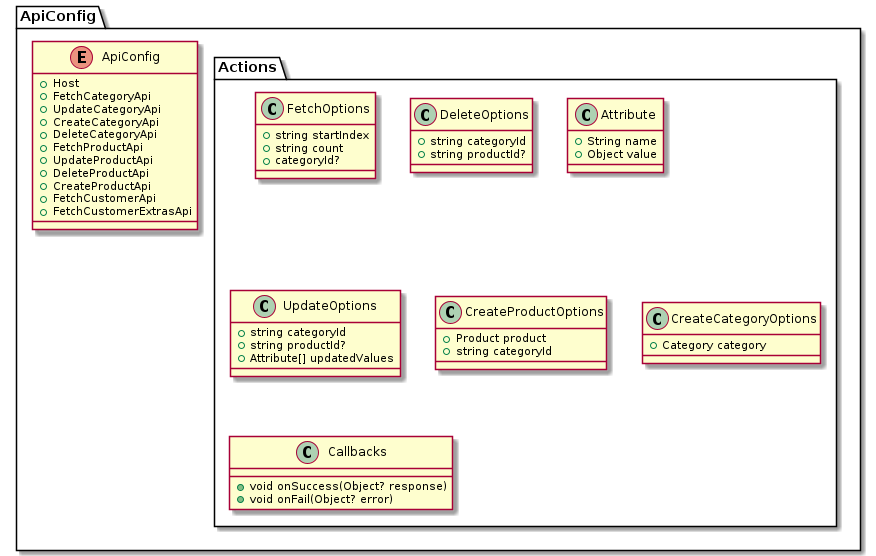 ApiConfig
E ApiConfig
Host
FetchCategoryApi
UpdateCategoryApi
CreateCategoryApi
DeleteCategoryApi
FetchProductApi
UpdateProductApi
DeleteProductApi
CreateProductApi
FetchCustomerApi
FetchCustomerExtrasApi
Actions
C FetchOptions
string startIndex
string count
categoryId?
C DeleteOptions
string categoryId
string productId?
C Attribute
String name
Object value
C UpdateOptions
string categoryId
string productId?
Attribute[] updatedValues
C CreateProductOptions
Product product
string categoryId
C CreateCategoryOptions
Category category
C Callbacks
void onSuccess(Object? response)
void onFail(Object? error)